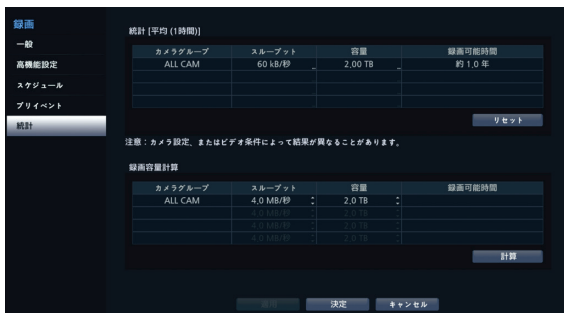 録画
一般
高機能設定
スケジュール
プリイベント
統計
統計 [平均 (1時間)]
カメラグループ スループット 容量 録画可能時間
ALL CAM 60 kB/秒 2,00 TB 約 1,0 年
リセット
注意：カメラ設定、またはビデオ条件によって結果が異なることがあります。
録画容量計算
カメラグループ スループット 容量 録画可能時間
ALL CAM 4,0 MB/秒 2,0 TB
4,0 MB/秒 2,0 TB
4,0 MB/秒 2,0 TB
4,0 MB/秒 2,0 TB
計算
決定 キャンセル